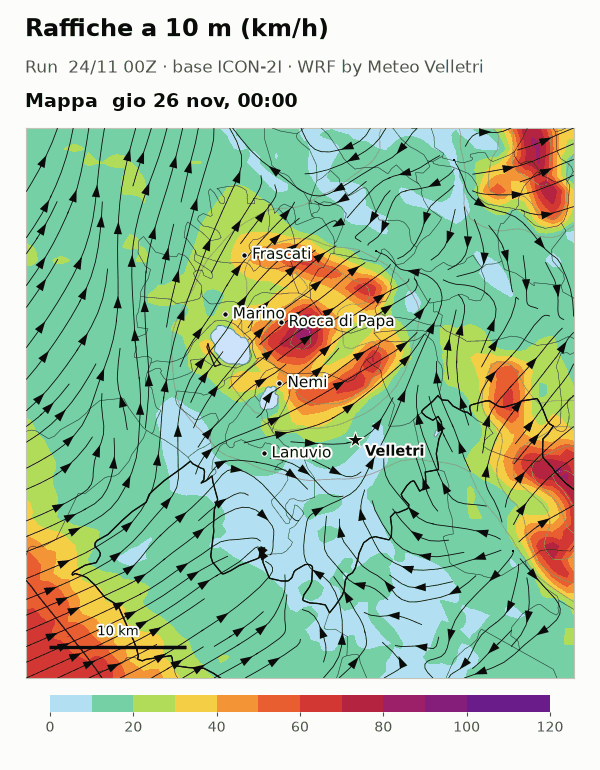 Raffiche a 10 m (km/h)
Run  24/11 00Z · base ICON-2I · WRF by Meteo Velletri
Mappa  gio 26 nov, 00:00
Frascati
Marino
Rocca di Papa
Nemi
Velletri
Lanuvio
10 km
0 20 40 60 80 100 120